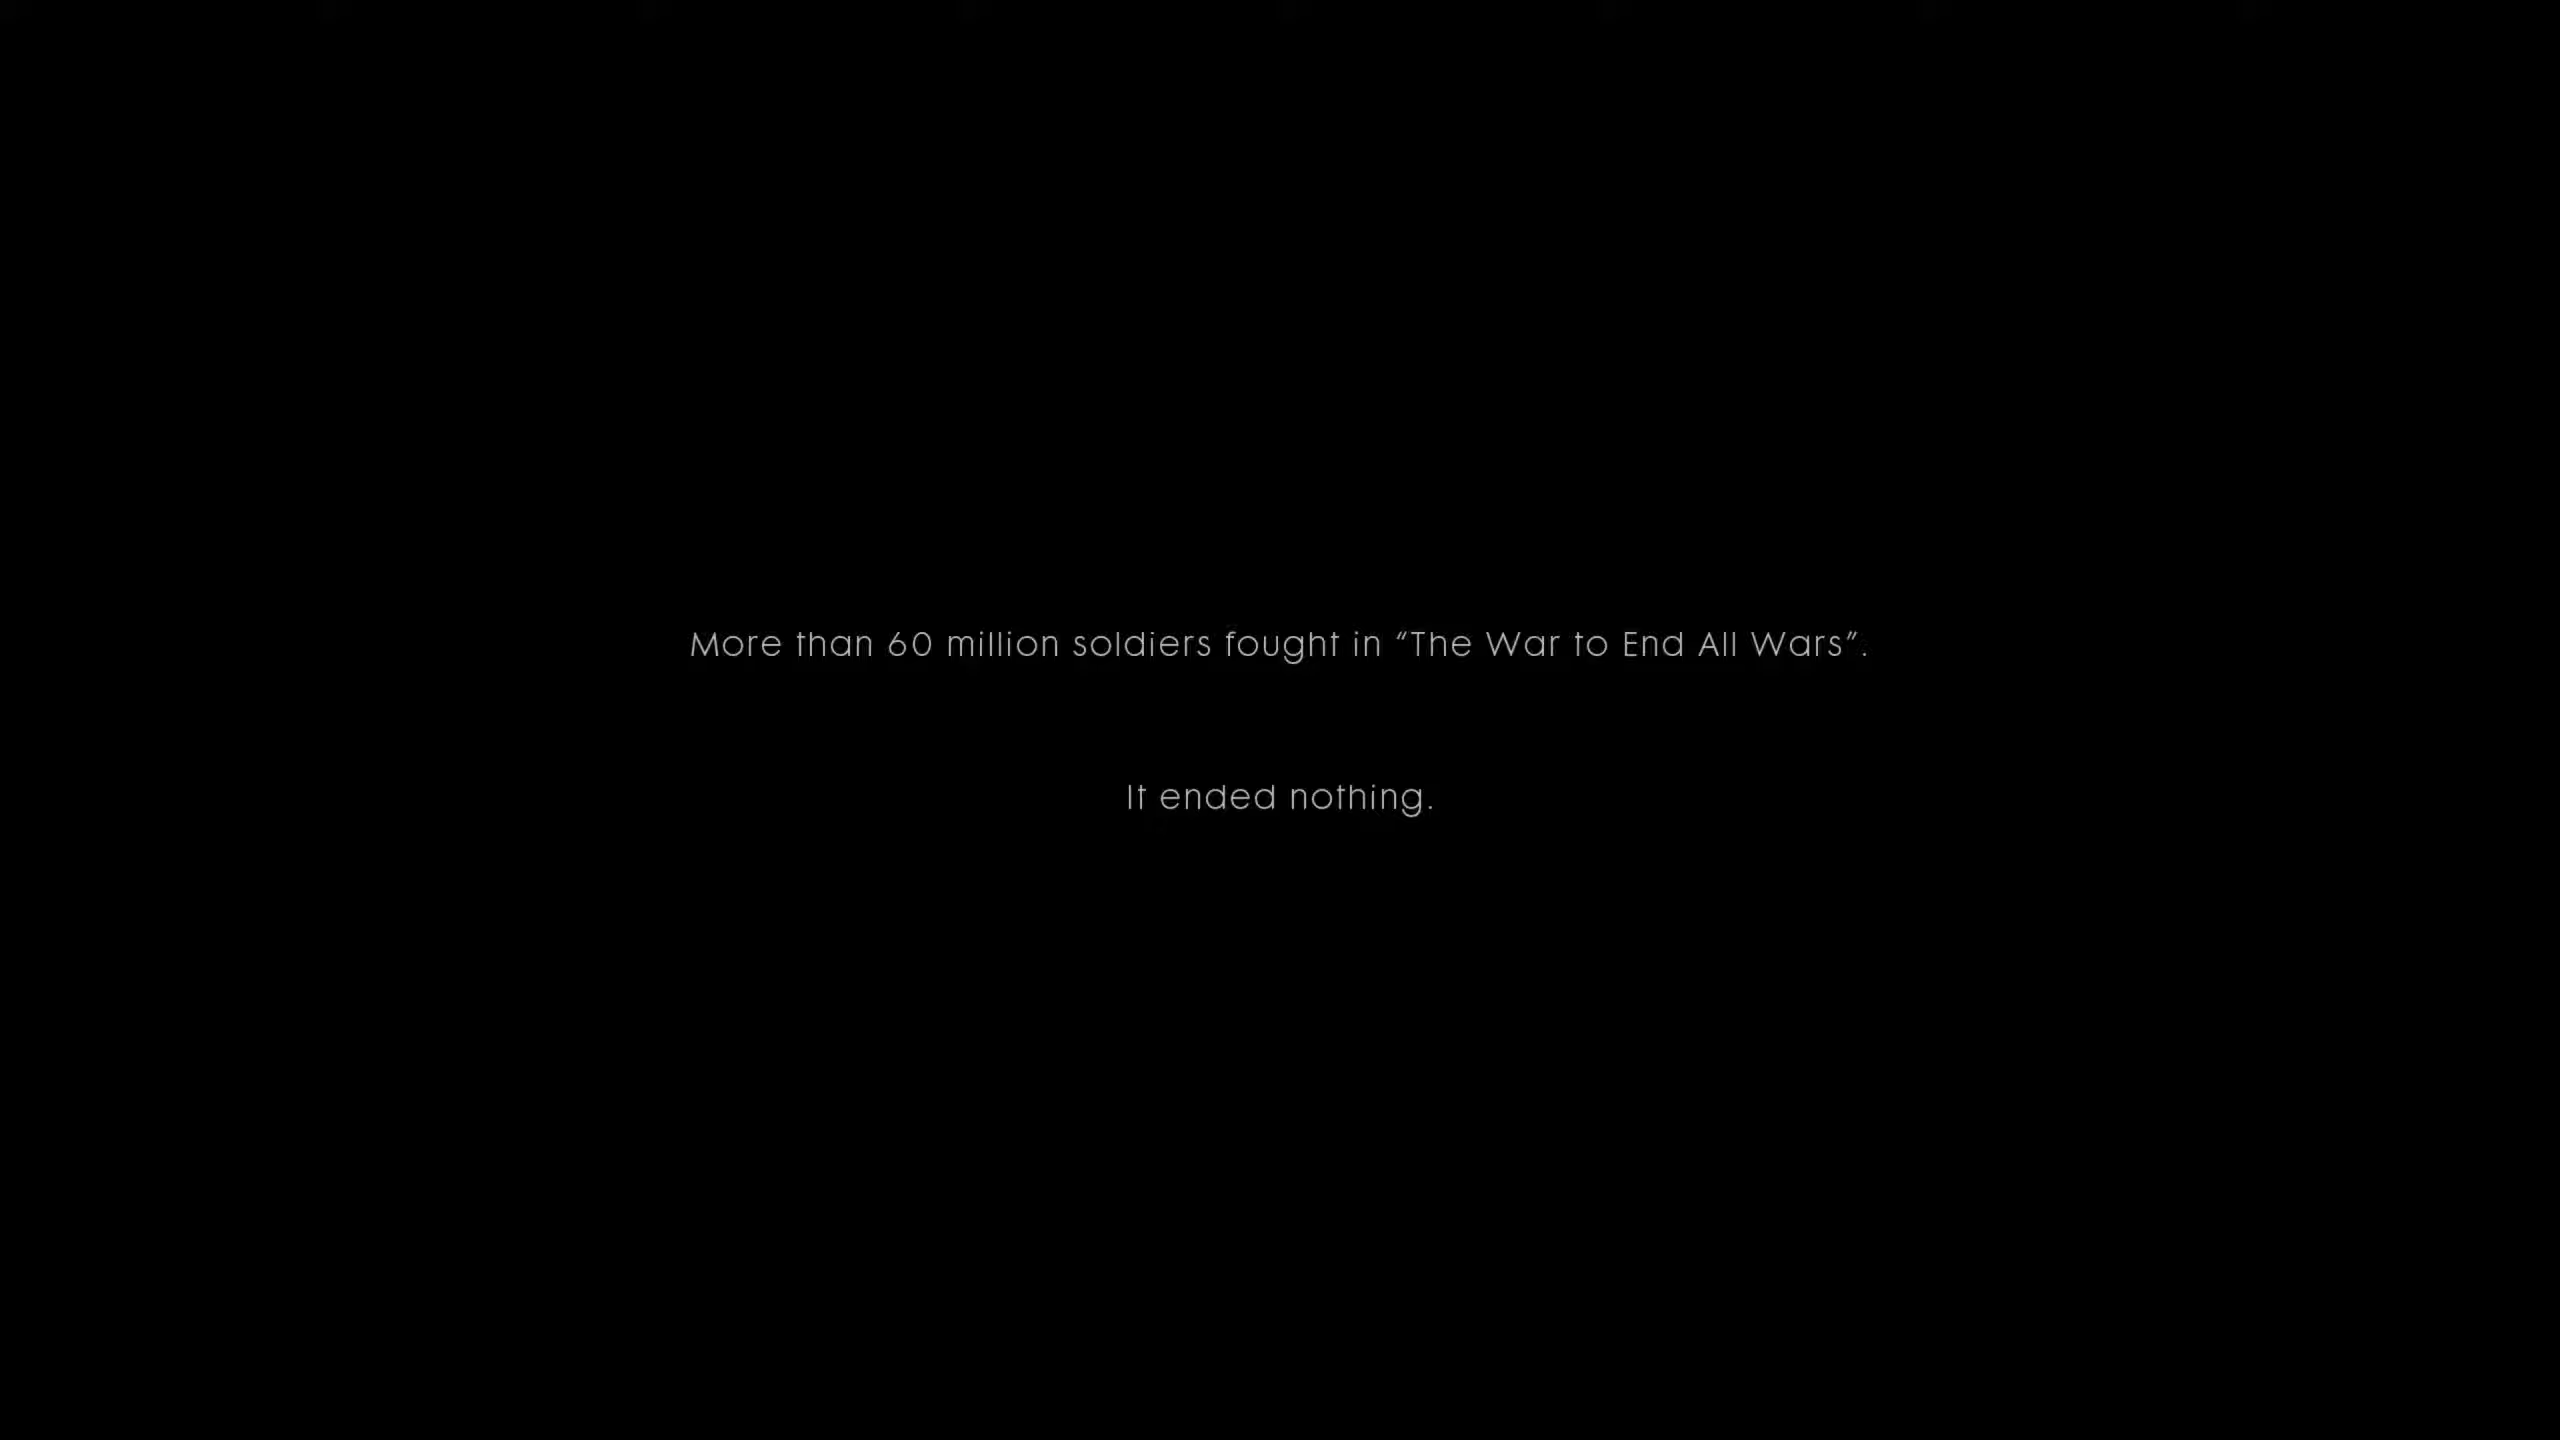 More than 60 million soldiers fought in “The War to End All Wars”.
It ended nothing.